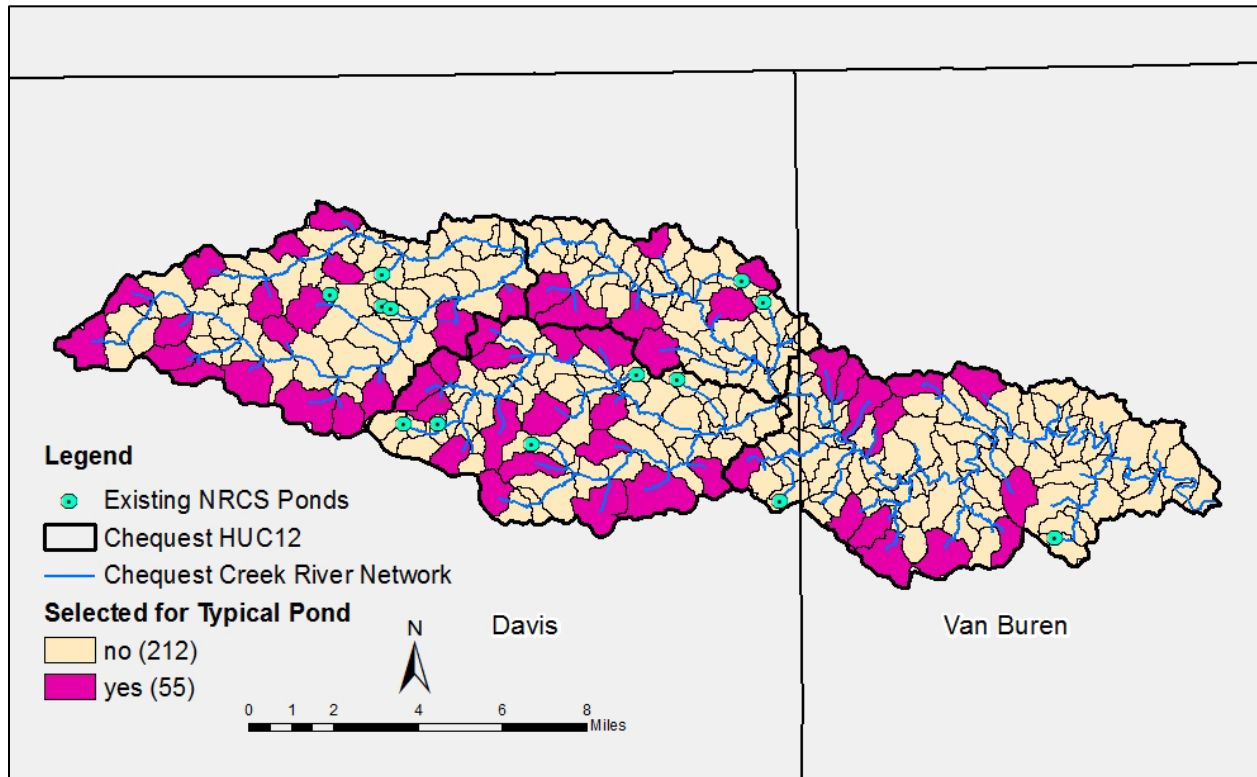 Legend
Existing NRCS Ponds
Chequest HUC12
Chequest Creek River Network
Selected for Typical Pond
no (212)
yes (55)
N
Davis
Van Buren
0 1 2 4 6 8
Miles